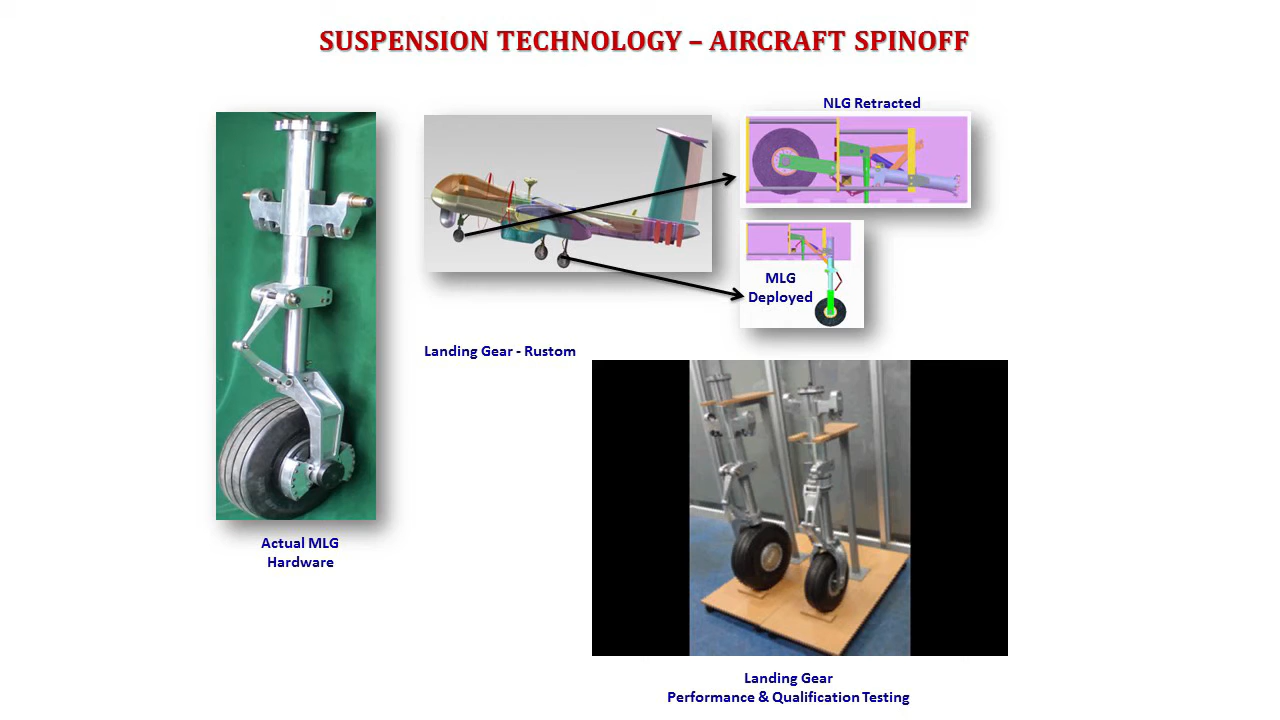 SUSPENSION TECHNOLOGY – AIRCRAFT SPINOFF
NLG Retracted
MLG
Deployed
Landing Gear - Rustom
Actual MLG
Hardware
Landing Gear
Performance & Qualification Testing